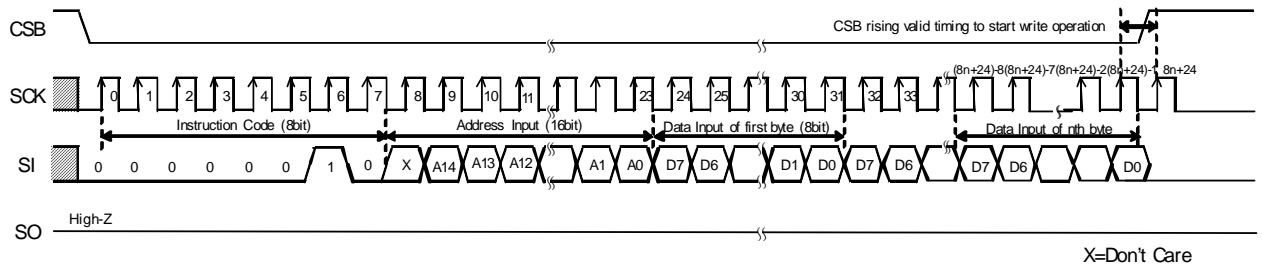 CSB
CSB rising valid timing to start write operation
SCK
0 1 2 3 4 5 6 7 8 9 10 11 23 24 25 30 31 32 33 (8n+24)-8 (8n+24)-7 (8n+24)-2 (8n+24)-1 8n+24
Instruction Code (8bit) Address Input (16bit) Data Input of first byte (8bit) Data Input of nth byte
SI
0 0 0 0 0 0 1 0 X A14 A13 A12 A1 A0 D7 D6 D1 D0 D7 D6 D7 D6 D0
High-Z
SO
X=Don't Care